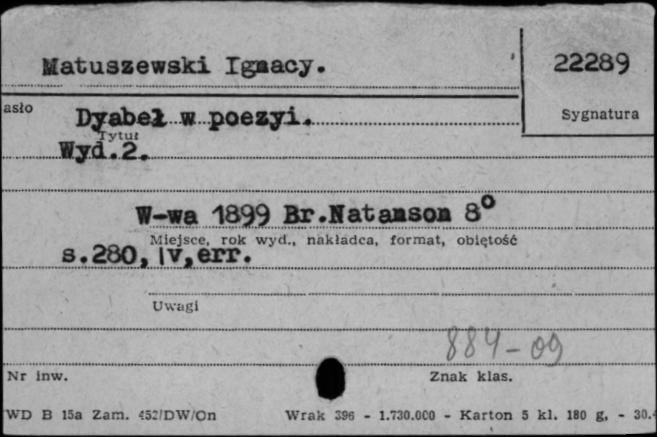 Matuszewski Ignacy.
22289
asło
Sygnatura
Dyabeł w poezyi.
Tytuł
Wyd.2.
W-wa 1899 Br.Natanson 8°
Miejsce, rok wyd., nakładca, format, objętość
s.280, IV, err.
Uwagi
884-09
Nr inw.
Znak klas.
WD B 15a Zam. 452/DW/On Wrak 396 - 1.730.000 - Karton 5 kl. 180 g. - 30.